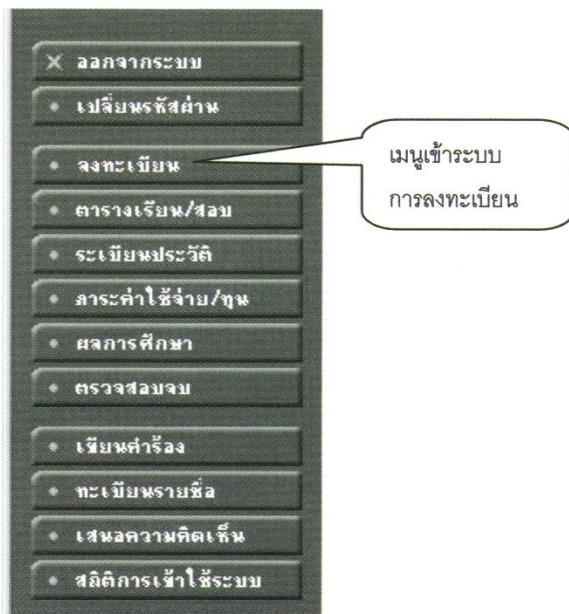 ออกจากระบบ
เปลี่ยนรหัสผ่าน
ลงทะเบียน
เมนูเข้าระบบ
การลงทะเบียน
ตารางเรียน/สอบ
ระเบียนประวัติ
ภาระค่าใช้จ่าย/ทุน
ผลการศึกษา
ตรวจสอบจบ
เขียนคำร้อง
ทะเบียนรายชื่อ
เสนอความคิดเห็น
สถิติการเข้าใช้ระบบ